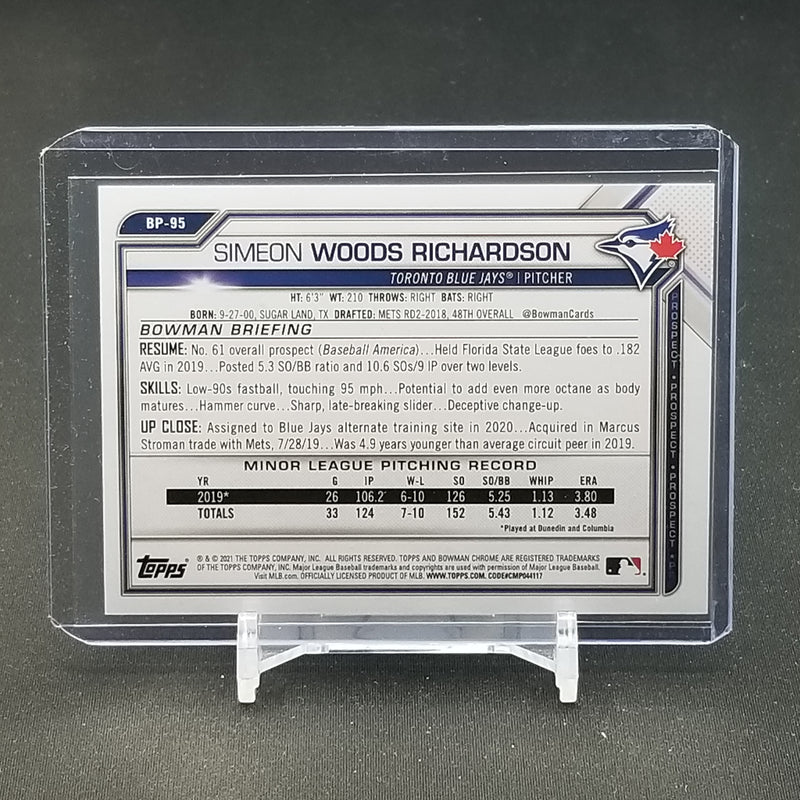 BP-95
SIMEON WOODS RICHARDSON
TORONTO BLUE JAYS® | PITCHER
HT: 6'3" WT: 210 THROWS: RIGHT BATS: RIGHT
BORN: 9-27-00, SUGAR LAND, TX DRAFTED: METS RD2-2018, 48TH OVERALL @BowmanCards
BOWMAN BRIEFING
RESUME: No. 61 overall prospect (Baseball America)...Held Florida State League foes to .182
AVG in 2019...Posted 5.3 SO/BB ratio and 10.6 SOs/9 IP over two levels.
SKILLS: Low-90s fastball, touching 95 mph...Potential to add even more octane as body
matures...Hammer curve...Sharp, late-breaking slider...Deceptive change-up.
UP CLOSE: Assigned to Blue Jays alternate training site in 2020...Acquired in Marcus
Stroman trade with Mets, 7/28/19...Was 4.9 years younger than average circuit peer in 2019.
MINOR LEAGUE PITCHING RECORD
YR G IP W-L SO SO/BB WHIP ERA
2019* 26 106.2 6-10 126 5.25 1.13 3.80
TOTALS 33 124 7-10 152 5.43 1.12 3.48
*Played at Dunedin and Columbia
PROSPECT • PROSPECT • PROSPECT • P
Topps
® & © 2021 THE TOPPS COMPANY, INC. ALL RIGHTS RESERVED. TOPPS AND BOWMAN CHROME ARE REGISTERED TRADEMARKS
OF THE TOPPS COMPANY, INC. Major League Baseball trademarks and copyrights are used with permission of Major League Baseball.
Visit MLB.com. OFFICIALLY LICENSED PRODUCT OF MLB. WWW.TOPPS.COM. CODE#CMP044117